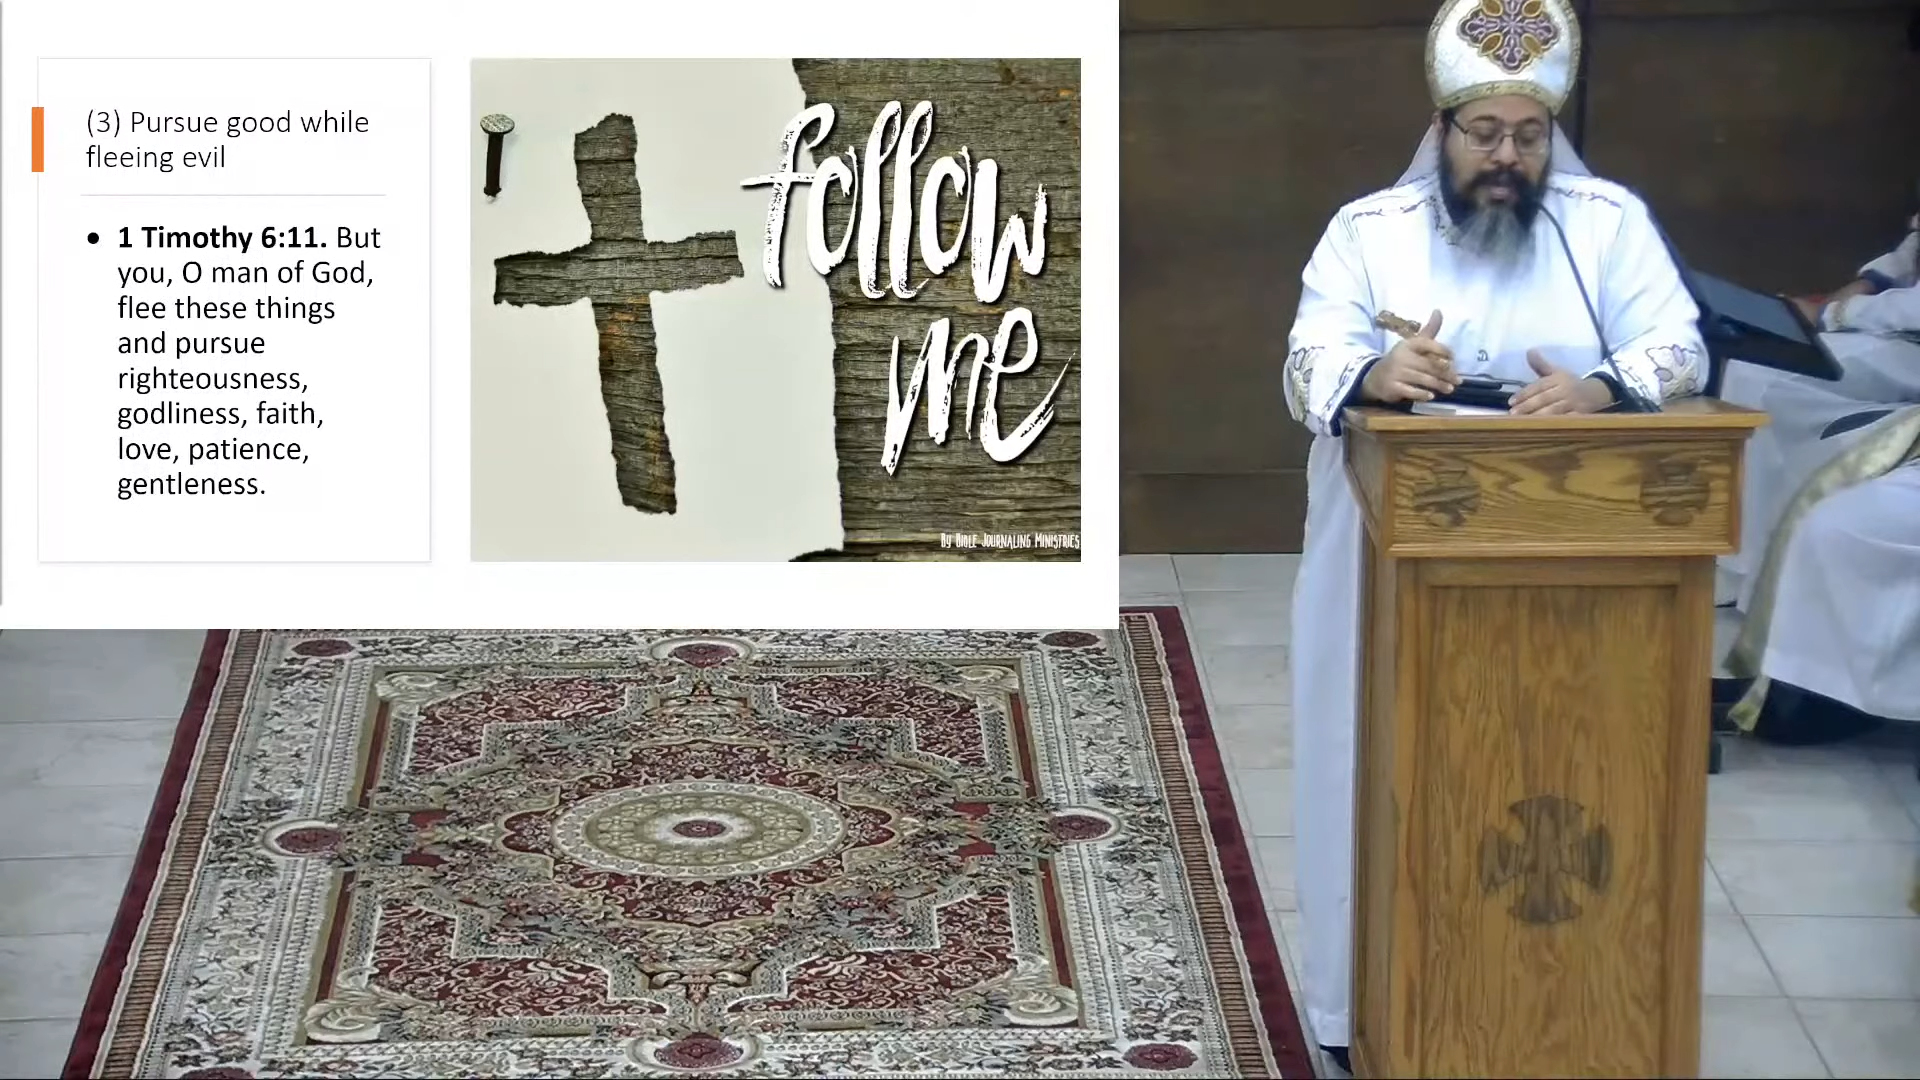 (3) Pursue good while
fleeing evil
• 1 Timothy 6:11. But
you, O man of God,
flee these things
and pursue
righteousness,
godliness, faith,
love, patience,
gentleness.
follow
me
By Bible Journaling Ministries